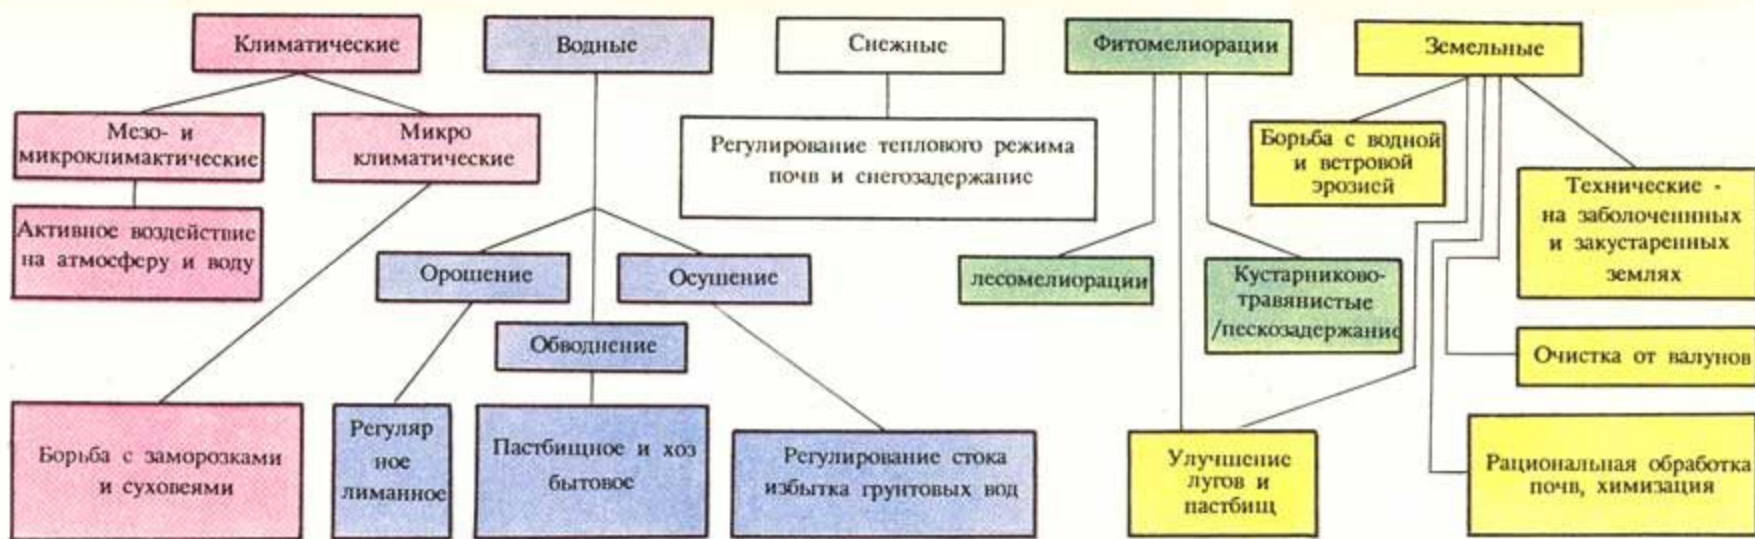 Климатические
Водные
Снежные
Фитомелиорации
Земельные
Мезо- и
микроклимактические
Микро
климатические
Регулирование теплового режима
почв и снегозадержание
Борьба с водной
и ветровой
эрозией
Технические -
на заболоченнных
и закустаренных
землях
Активное воздействие
на атмосферу и воду
Орошение
Осушение
лесомелиорации
Кустарниково-
травянистые
/пескозадержание
Обводнение
Очистка от валунов
Борьба с заморозками
и суховеями
Регуляр
ное
лиманное
Пастбищное и хоз
бытовое
Регулирование стока
избытка грунтовых вод
Улучшение
лугов и
пастбищ
Рациональная обработка
почв, химизация